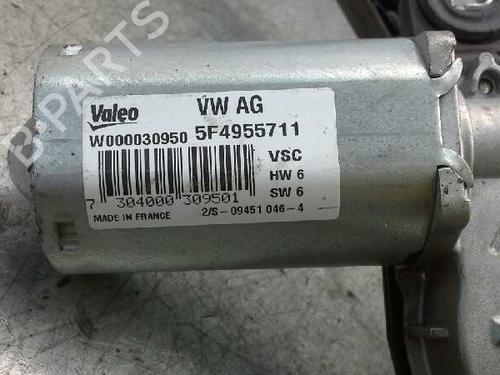 Valeo VW AG
W000030950 5F4955711
VSC
HW 6
SW 6
7 304000 309501
MADE IN FRANCE 2/S-09451 046-4
B-PARTS